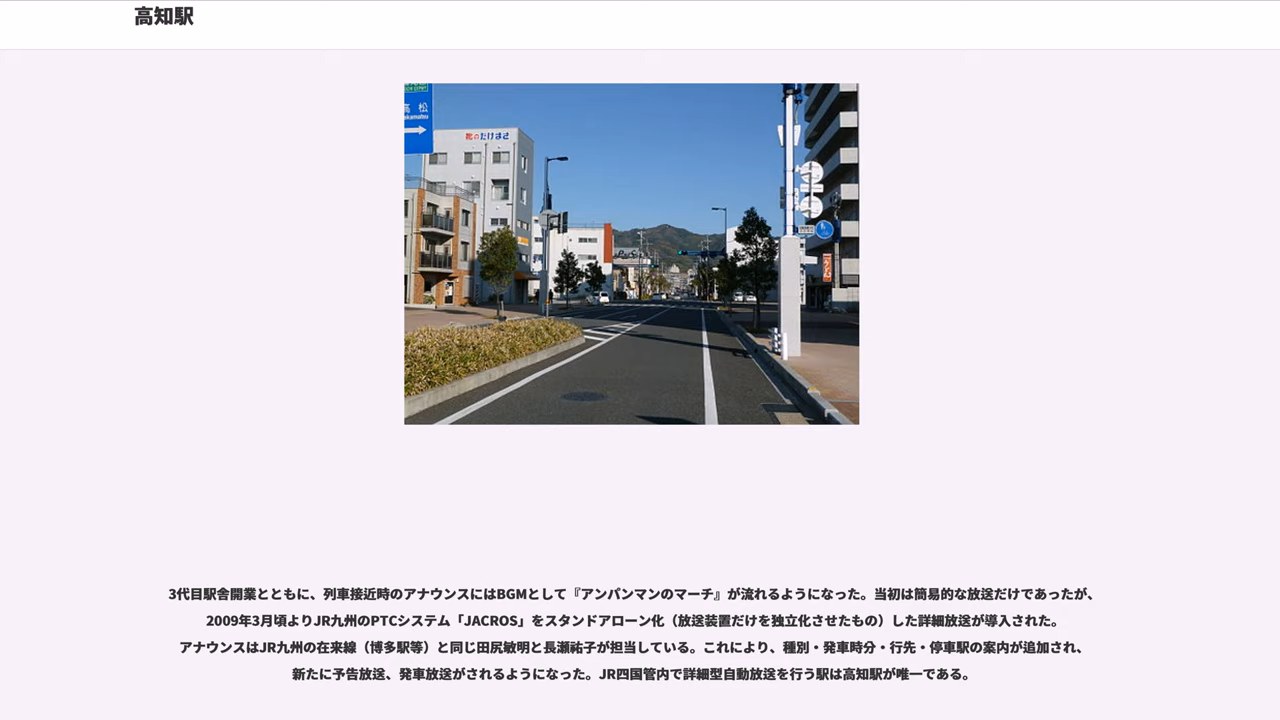 高知駅
高松
靴のたけまさ
3代目駅舎開業とともに、列車接近時のアナウンスにはBGMとして『アンパンマンのマーチ』が流れるようになった。当初は簡易的な放送だけであったが、
2009年3月頃よりJR九州のPTCシステム「JACROS」をスタンドアローン化（放送装置だけを独立化させたもの）した詳細放送が導入された。
アナウンスはJR九州の在来線（博多駅等）と同じ田尻敏明と長瀬祐子が担当している。これにより、種別・発車時分・行先・停車駅の案内が追加され、
新たに予告放送、発車放送がされるようになった。JR四国管内で詳細型自動放送を行う駅は高知駅が唯一である。